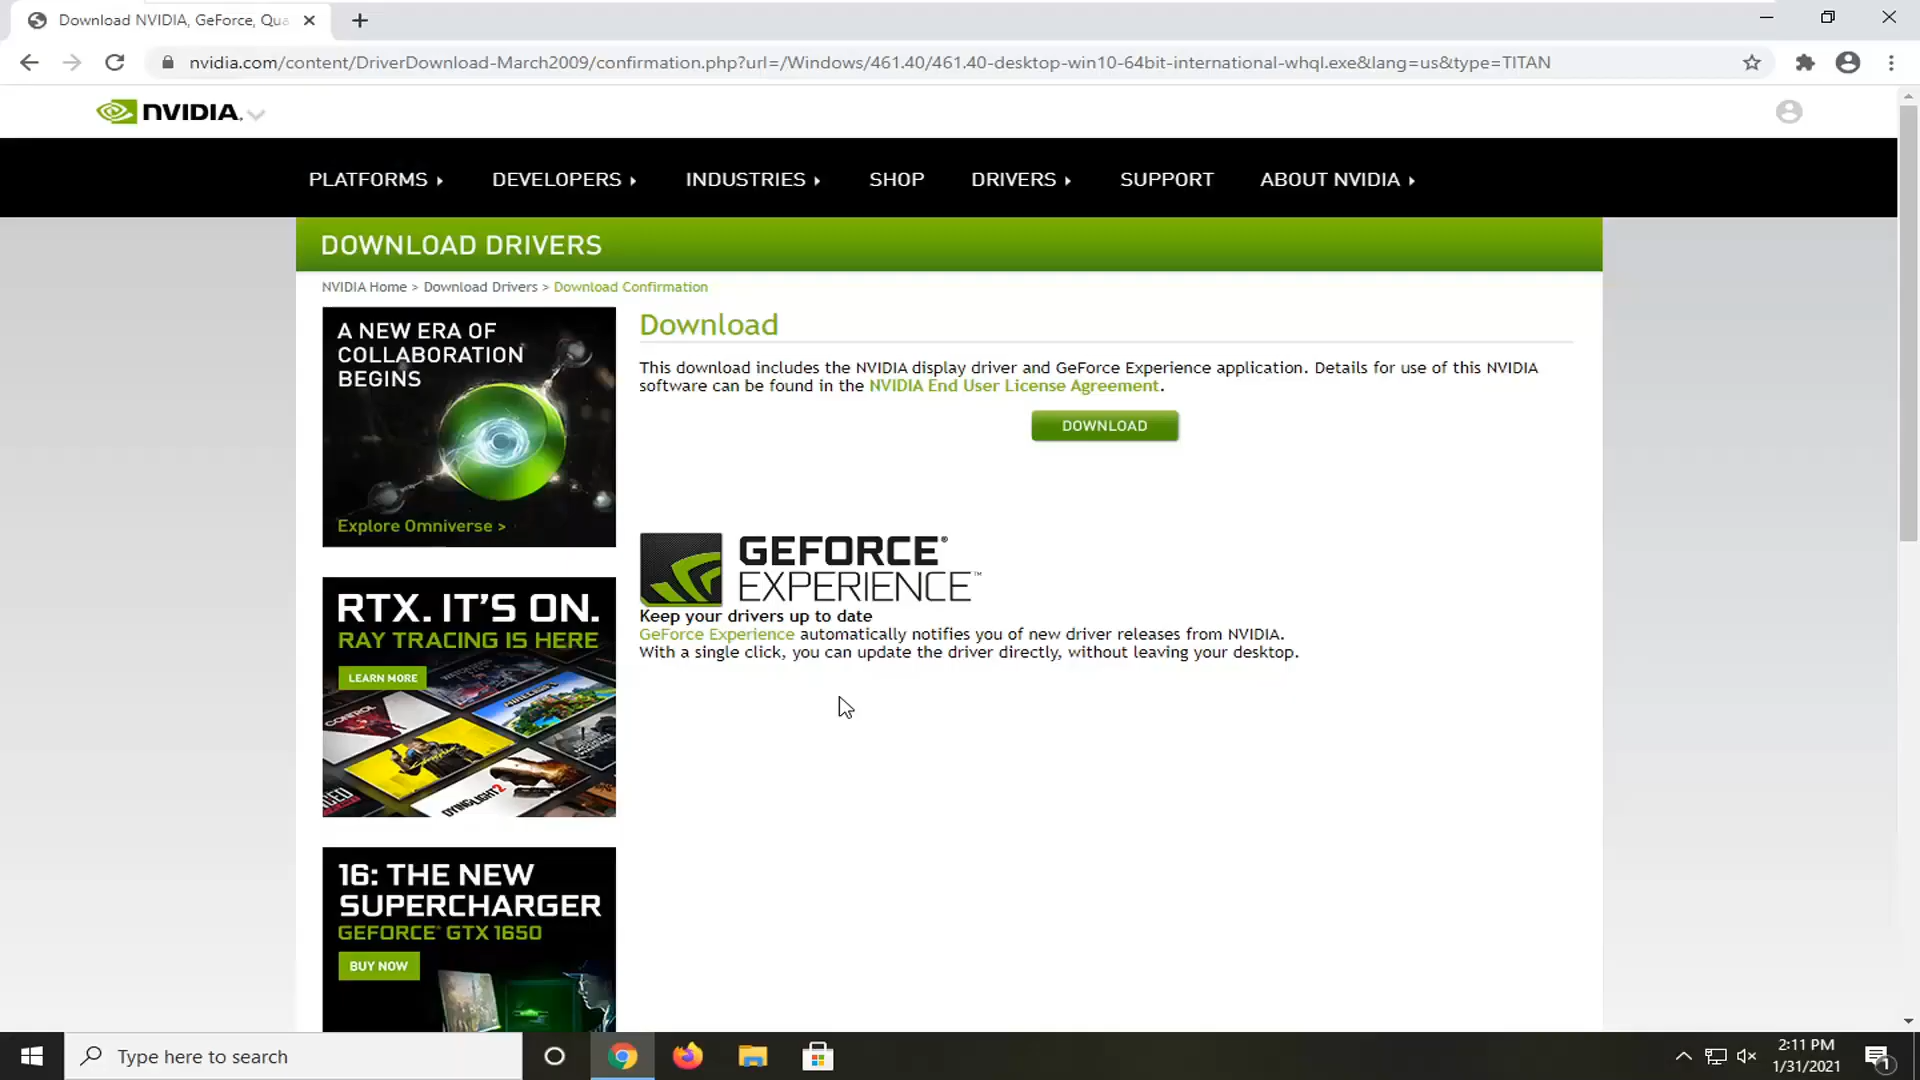 Download NVIDIA, GeForce, Qua
nvidia.com/content/DriverDownload-March2009/confirmation.php?url=/Windows/461.40/461.40-desktop-win10-64bit-international-whql.exe&lang=us&type=TITAN
NVIDIA.
PLATFORMS DEVELOPERS INDUSTRIES SHOP DRIVERS SUPPORT ABOUT NVIDIA
DOWNLOAD DRIVERS
NVIDIA Home > Download Drivers > Download Confirmation
A NEW ERA OF
COLLABORATION
BEGINS
Explore Omniverse >
Download
This download includes the NVIDIA display driver and GeForce Experience application. Details for use of this NVIDIA
software can be found in the NVIDIA End User License Agreement.
DOWNLOAD
GEFORCE®
EXPERIENCE™
Keep your drivers up to date
GeForce Experience automatically notifies you of new driver releases from NVIDIA.
With a single click, you can update the driver directly, without leaving your desktop.
RTX. IT'S ON.
RAY TRACING IS HERE
LEARN MORE
CONTROL
MINECRAFT
DYING LIGHT 2
16: THE NEW
SUPERCHARGER
GEFORCE® GTX 1650
BUY NOW
Type here to search
2:11 PM
1/31/2021
1